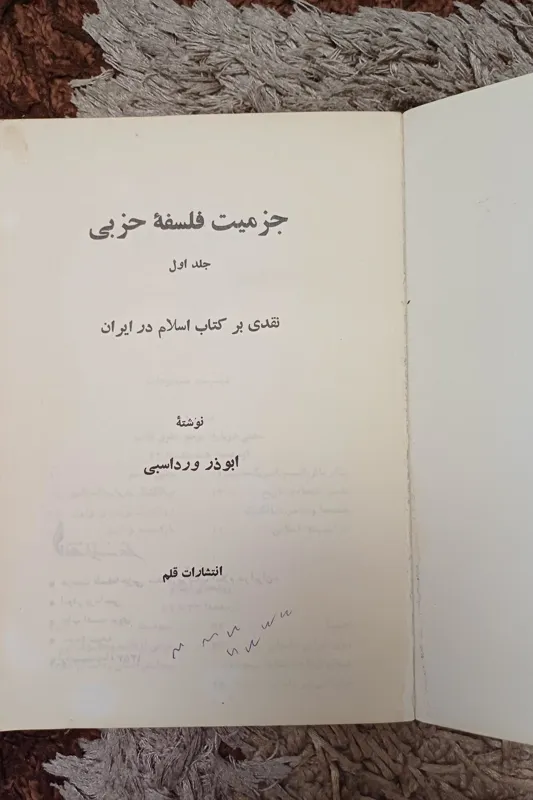 جزمیت فلسفهٔ حزبی
جلد اول
نقدی بر کتاب اسلام در ایران
نوشتهٔ
ابوذر ورداسبی
انتشارات قلم